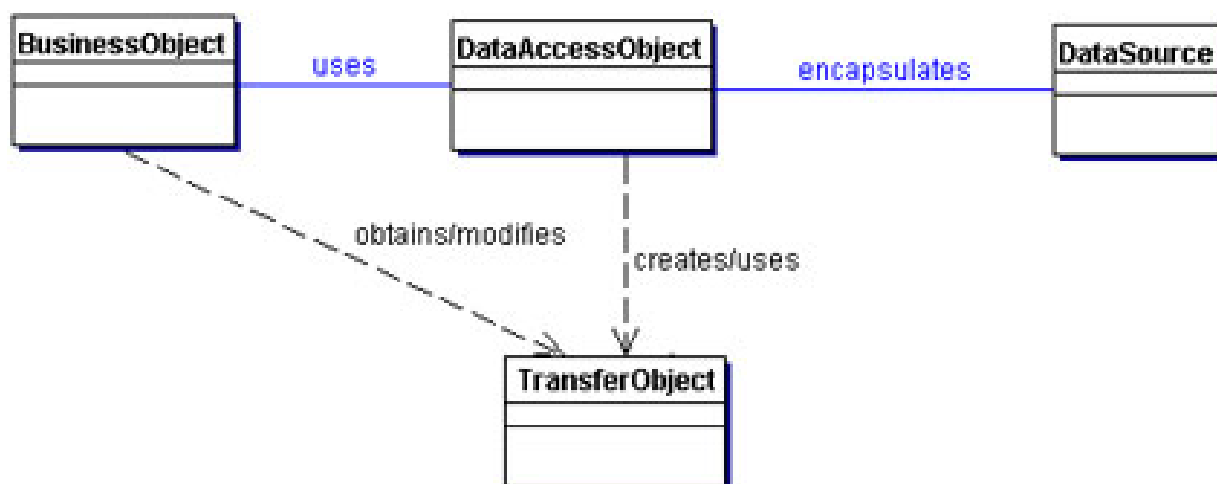 BusinessObject
uses
DataAccessObject
encapsulates
DataSource
obtains/modifies
creates/uses
TransferObject